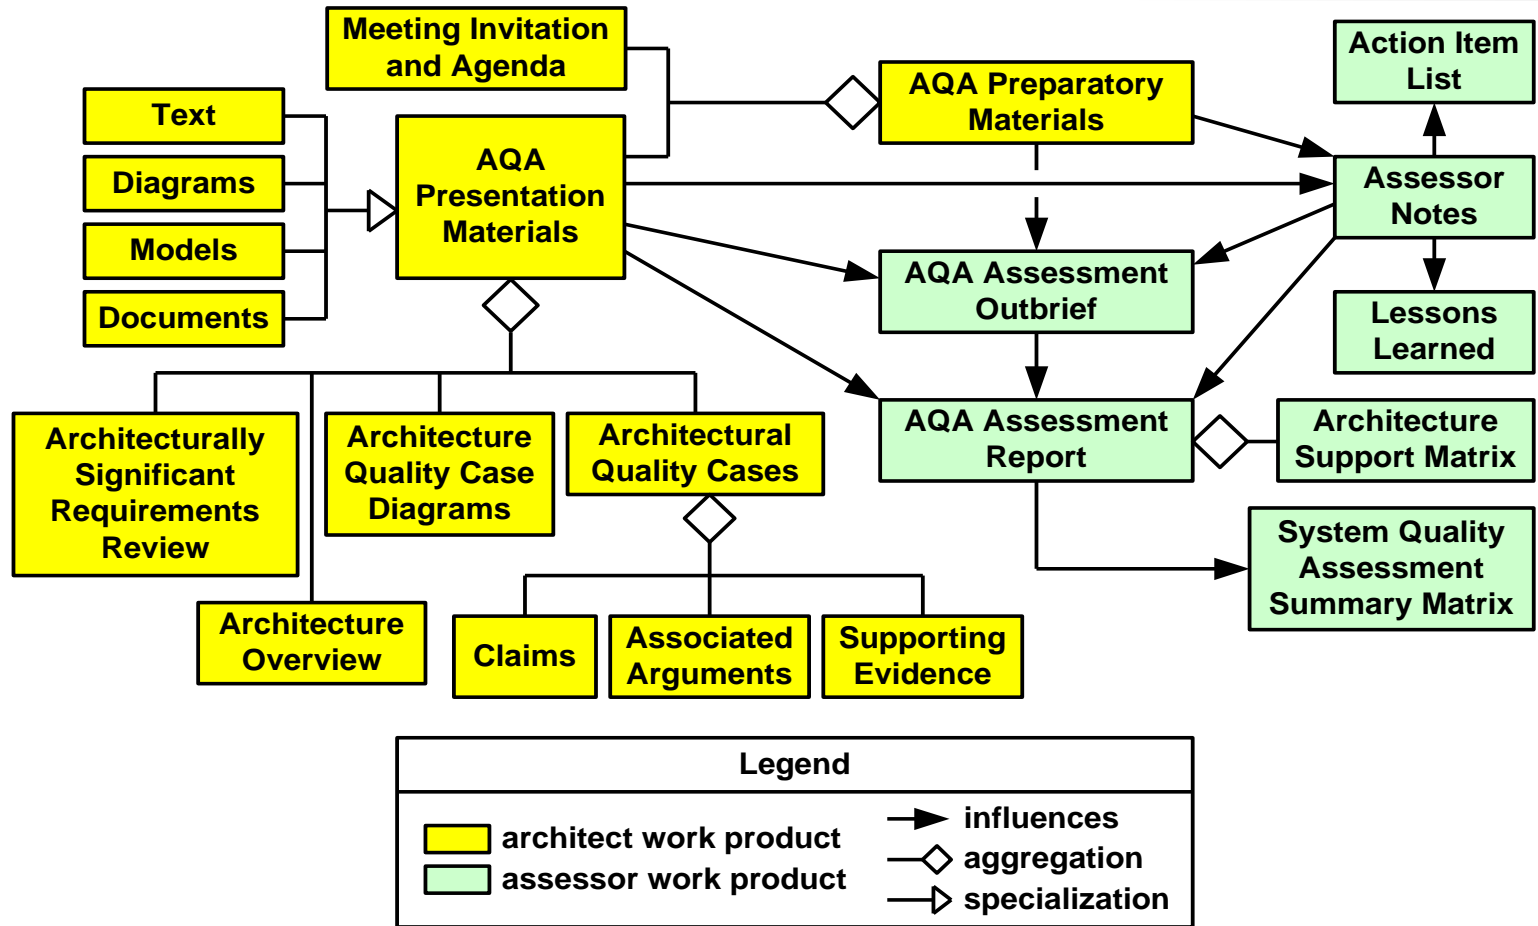 Meeting Invitation
and Agenda
Action Item
List
AQA Preparatory
Materials
Text
Diagrams
Models
Documents
AQA
Presentation
Materials
Assessor
Notes
AQA Assessment
Outbrief
Lessons
Learned
AQA Assessment
Report
Architecture
Support Matrix
Architecturally
Significant
Requirements
Review
Architecture
Quality Case
Diagrams
Architectural
Quality Cases
System Quality
Assessment
Summary Matrix
Architecture
Overview
Claims
Associated
Arguments
Supporting
Evidence
Legend
architect work product
assessor work product
influences
aggregation
specialization